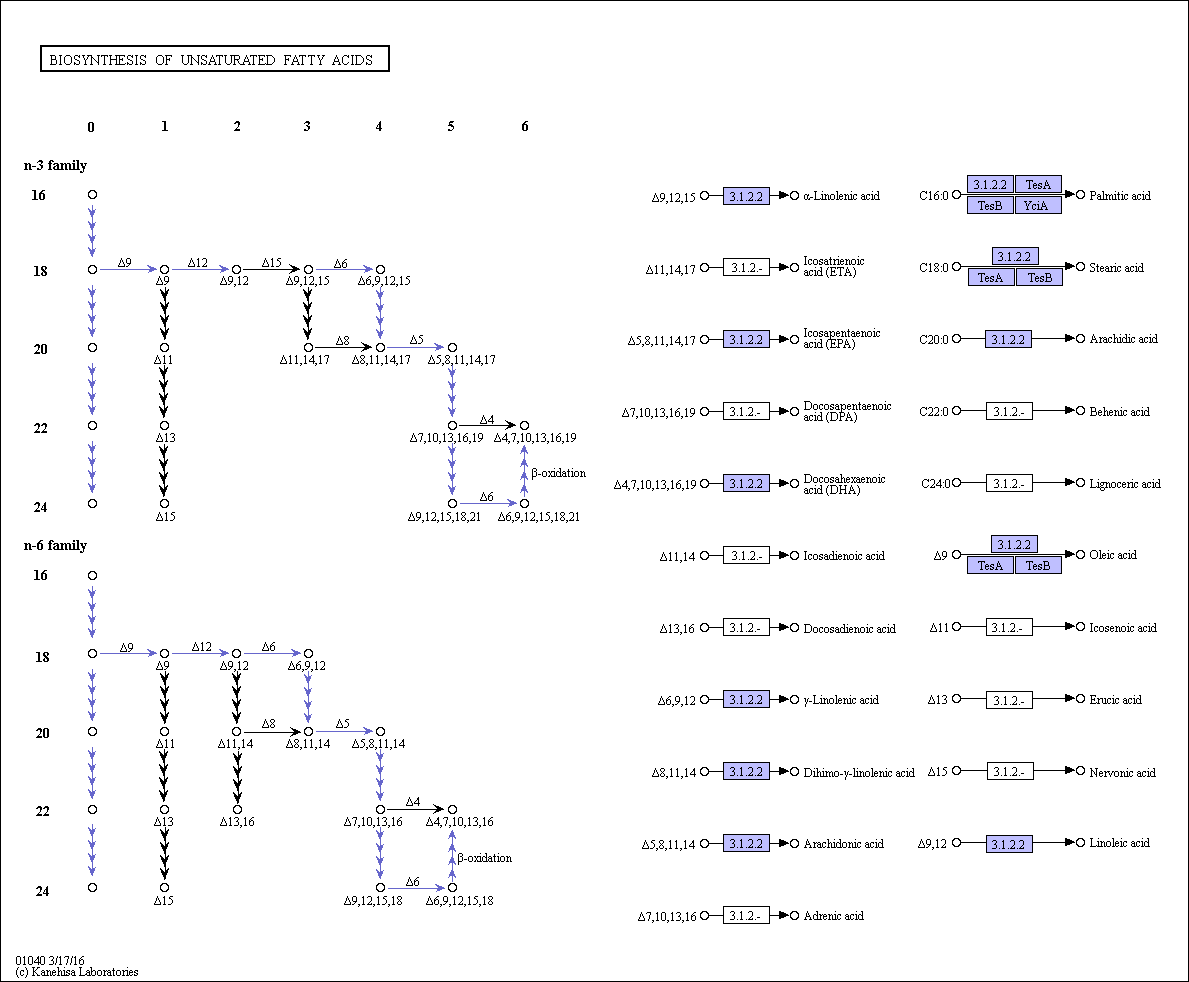 BIOSYNTHESIS OF UNSATURATED FATTY ACIDS
0 1 2 3 4 5 6
n-3 family
16
Δ9 Δ12 Δ15 Δ6
18
Δ9 Δ9,12 Δ9,12,15 Δ6,9,12,15
Δ8 Δ5
20
Δ11 Δ11,14,17 Δ8,11,14,17 Δ5,8,11,14,17
Δ4
22
Δ13 Δ7,10,13,16,19 Δ4,7,10,13,16,19
β-oxidation
Δ6
24
Δ15 Δ9,12,15,18,21 Δ6,9,12,15,18,21
n-6 family
16
Δ9 Δ12 Δ6
18
Δ9 Δ9,12 Δ6,9,12
Δ8 Δ5
20
Δ11 Δ11,14 Δ8,11,14 Δ5,8,11,14
Δ4
22
Δ13 Δ13,16 Δ7,10,13,16 Δ4,7,10,13,16
β-oxidation
Δ6
24
Δ15 Δ9,12,15,18 Δ6,9,12,15,18
Δ9,12,15 3.1.2.2 α-Linolenic acid
Δ11,14,17 3.1.2.- Icosatrienoic
acid (ETA)
Δ5,8,11,14,17 3.1.2.2 Icosapentaenoic
acid (EPA)
Δ7,10,13,16,19 3.1.2.- Docosapentaenoic
acid (DPA)
Δ4,7,10,13,16,19 3.1.2.2 Docosahexaenoic
acid (DHA)
Δ11,14 3.1.2.- Icosadienoic acid
Δ13,16 3.1.2.- Docosadienoic acid
Δ6,9,12 3.1.2.2 γ-Linolenic acid
Δ8,11,14 3.1.2.2 Dihimo-γ-linolenic acid
Δ5,8,11,14 3.1.2.2 Arachidonic acid
Δ7,10,13,16 3.1.2.- Adrenic acid
3.1.2.2 TesA
C16:0 Palmitic acid
TesB YciA
3.1.2.2
C18:0 Stearic acid
TesA TesB
C20:0 3.1.2.2 Arachidic acid
C22:0 3.1.2.- Behenic acid
C24:0 3.1.2.- Lignoceric acid
3.1.2.2
Δ9 Oleic acid
TesA TesB
Δ11 3.1.2.- Icosenoic acid
Δ13 3.1.2.- Erucic acid
Δ15 3.1.2.- Nervonic acid
Δ9,12 3.1.2.2 Linoleic acid
01040 3/17/16
(c) Kanehisa Laboratories